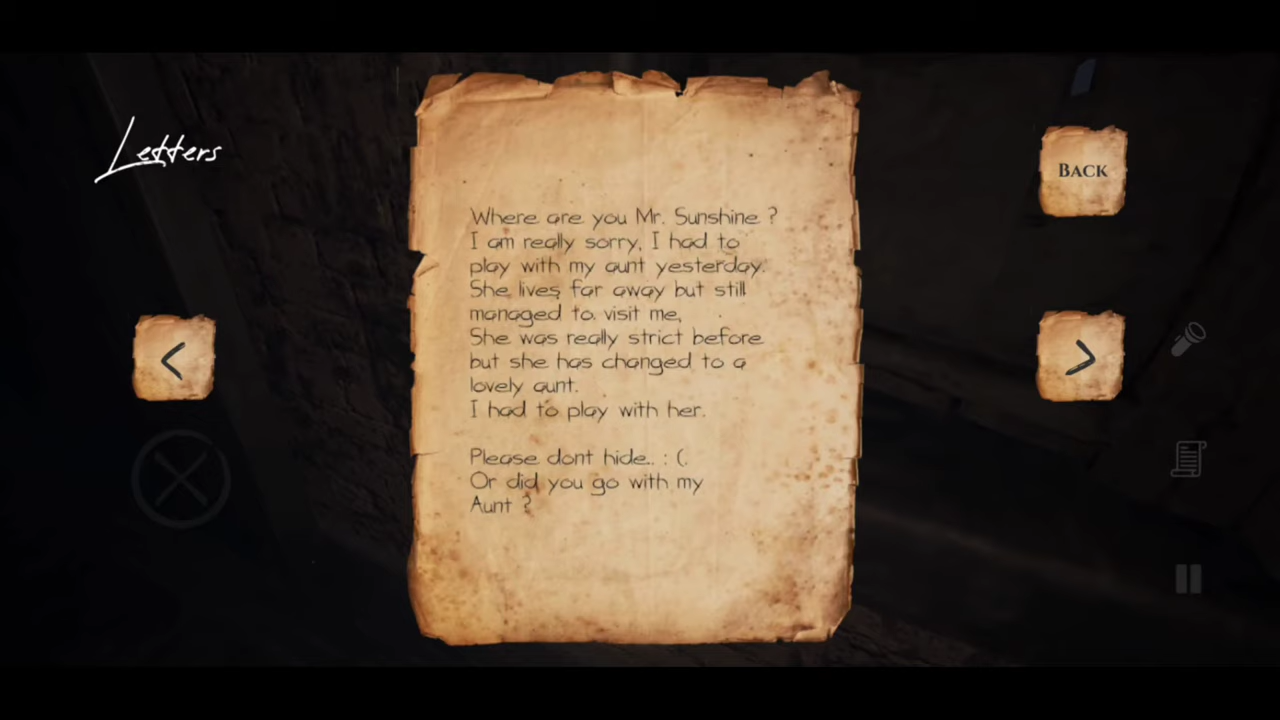 Letters
BACK
Where are you Mr. Sunshine ?
I am really sorry, I had to
play with my aunt yesterday.
She lives far away but still
managed to visit me,
She was really strict before
but she has changed to a
lovely aunt.
I had to play with her.
Please dont hide.. : (.
Or did you go with my
Aunt ?